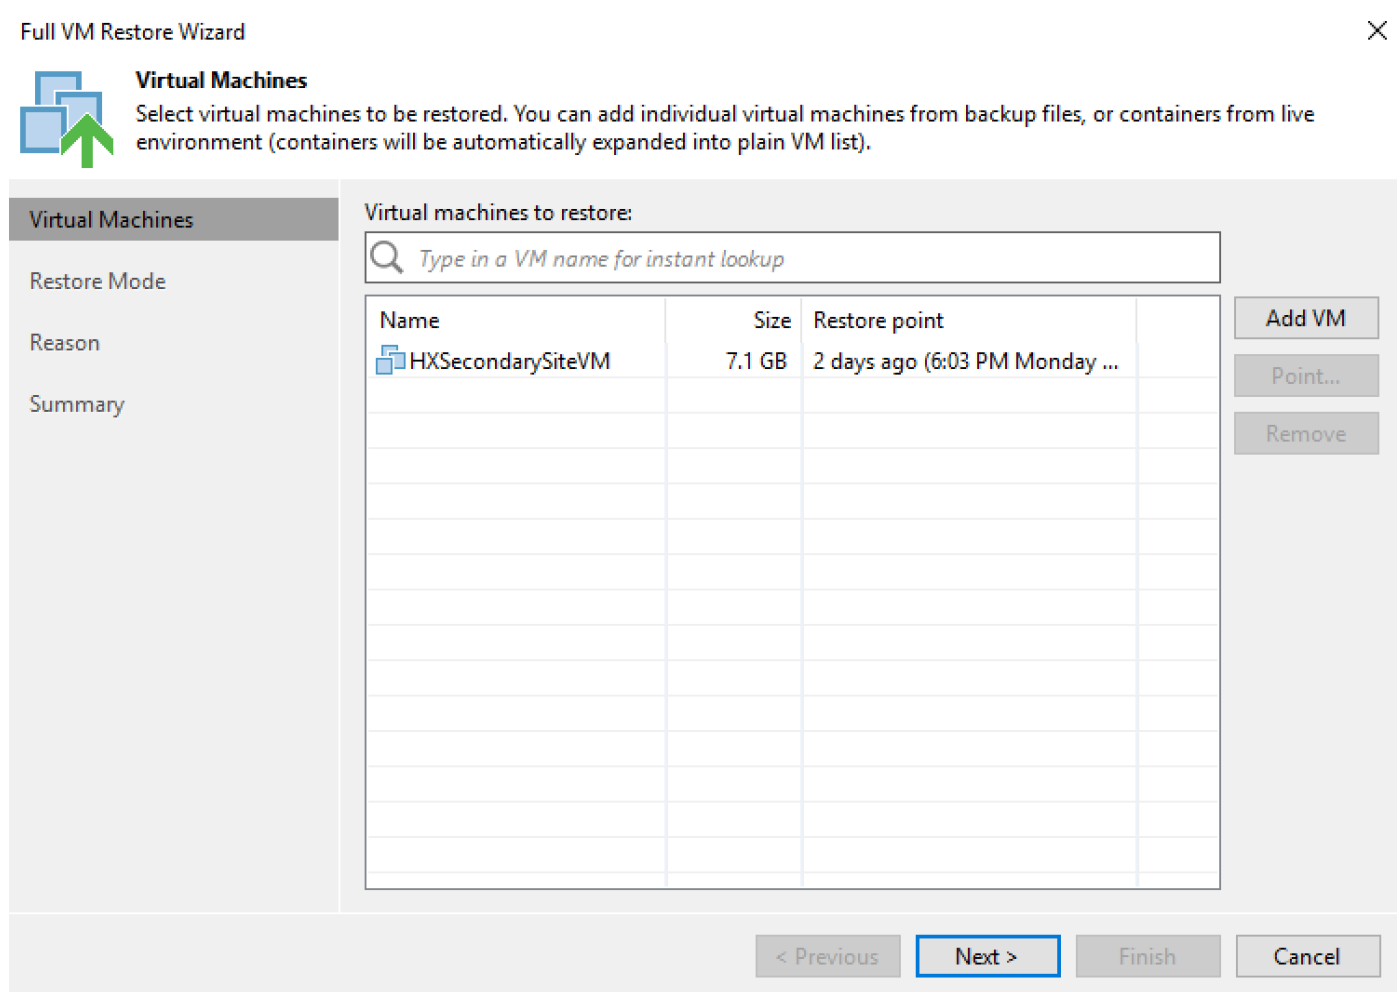 Full VM Restore Wizard
Virtual Machines
Select virtual machines to be restored. You can add individual virtual machines from backup files, or containers from live
environment (containers will be automatically expanded into plain VM list).
Virtual Machines
Restore Mode
Reason
Summary
Virtual machines to restore:
Type in a VM name for instant lookup
Name Size Restore point
HXSecondarySiteVM 7.1 GB 2 days ago (6:03 PM Monday ...
Add VM
Point...
Remove
< Previous Next > Finish Cancel